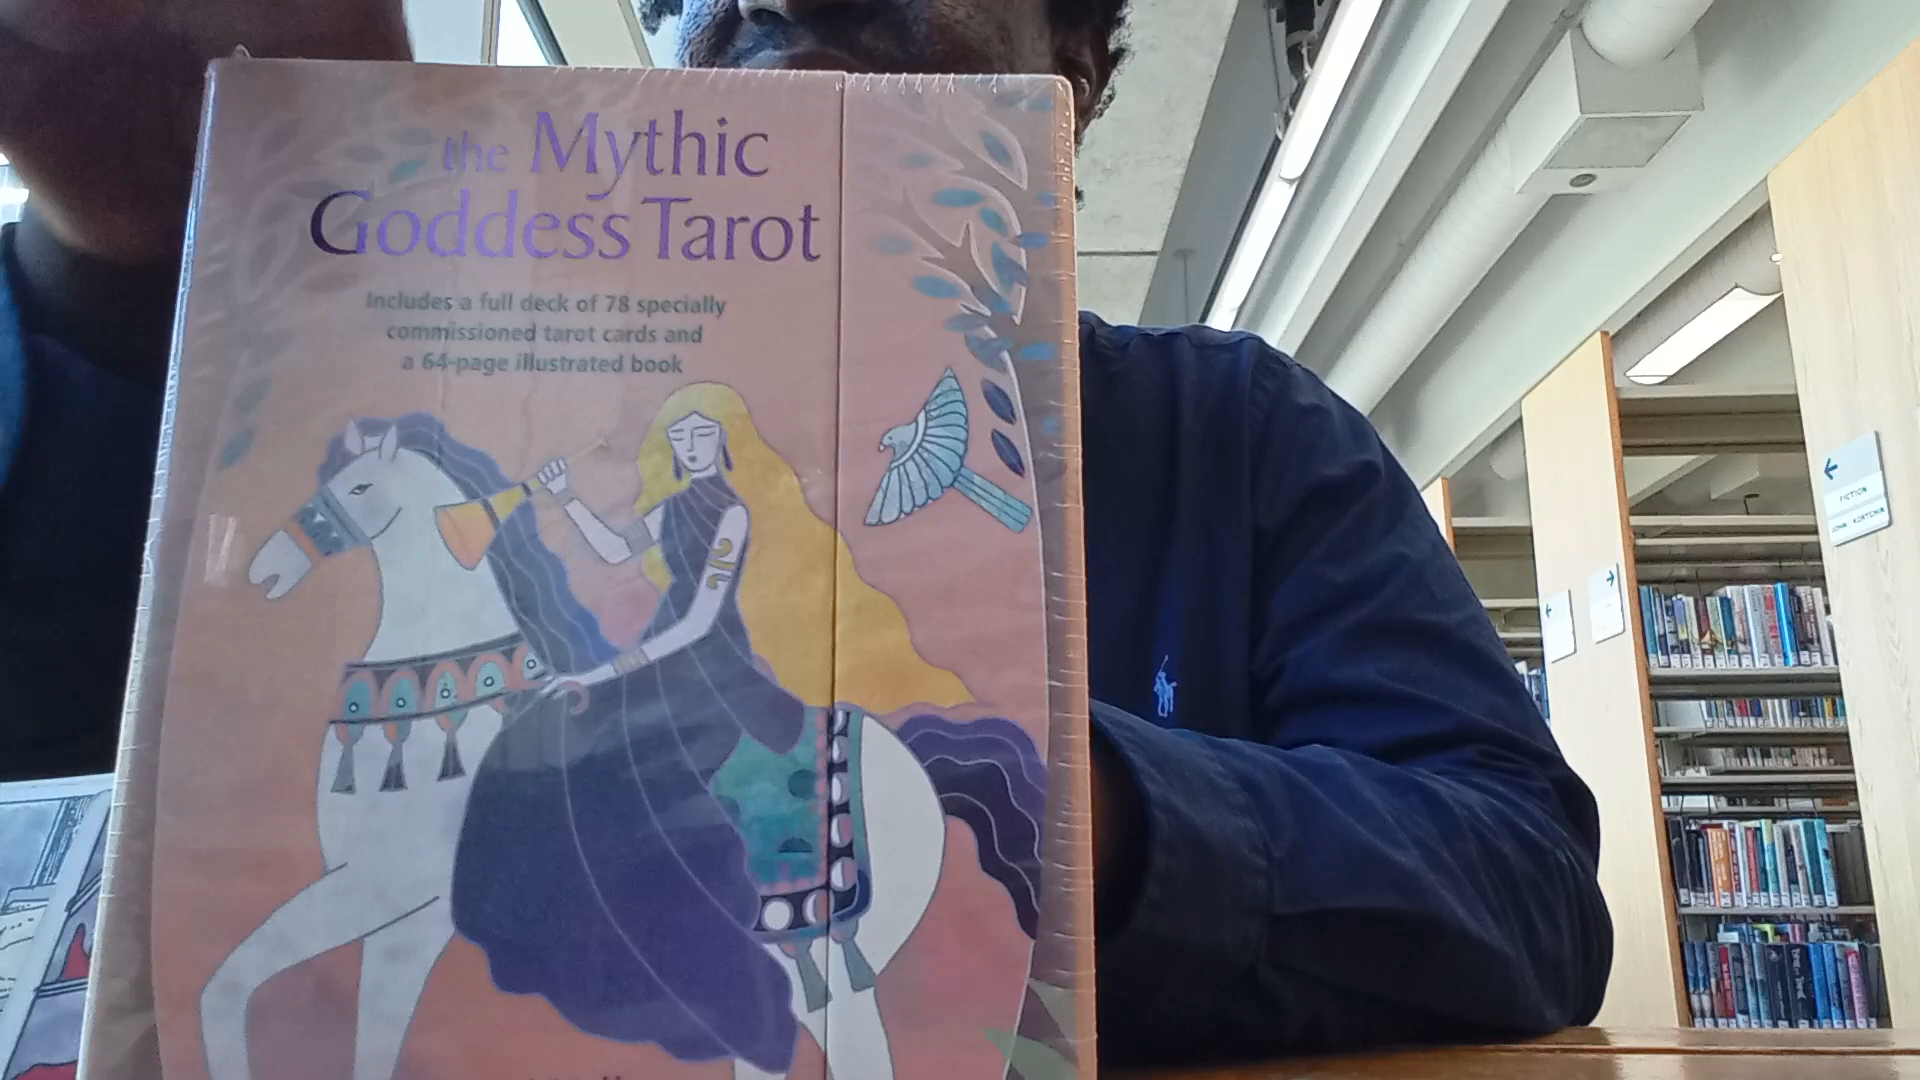 the Mythic
Goddess Tarot
Includes a full deck of 78 specially
commissioned tarot cards and
a 64-page illustrated book
FICTION